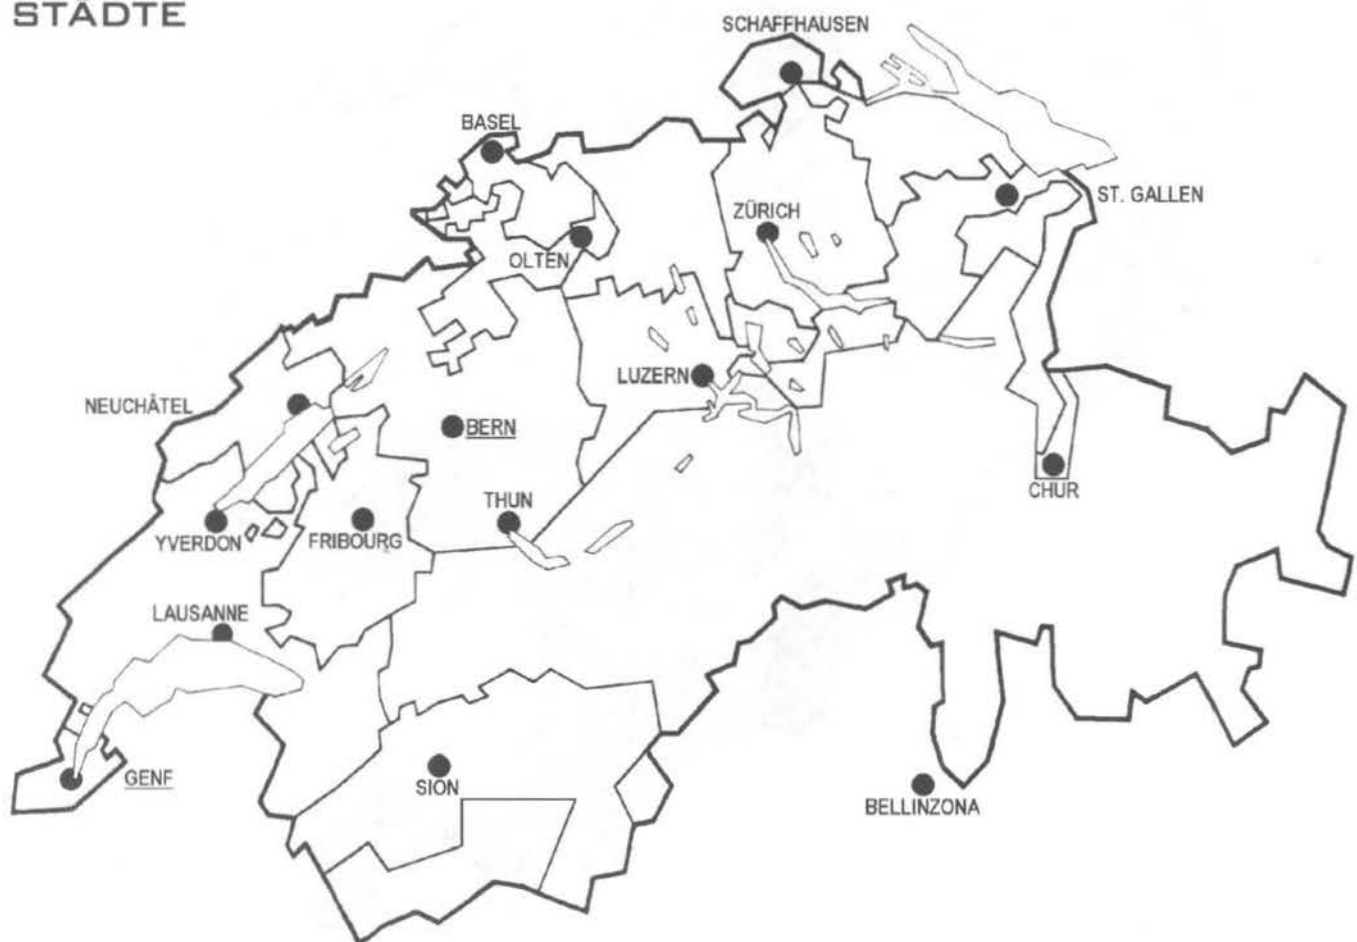 STÄDTE
SCHAFFHAUSEN
BASEL
ST. GALLEN
ZÜRICH
OLTEN
LUZERN
NEUCHÂTEL
BERN
CHUR
THUN
YVERDON
FRIBOURG
LAUSANNE
GENF
SION
BELLINZONA